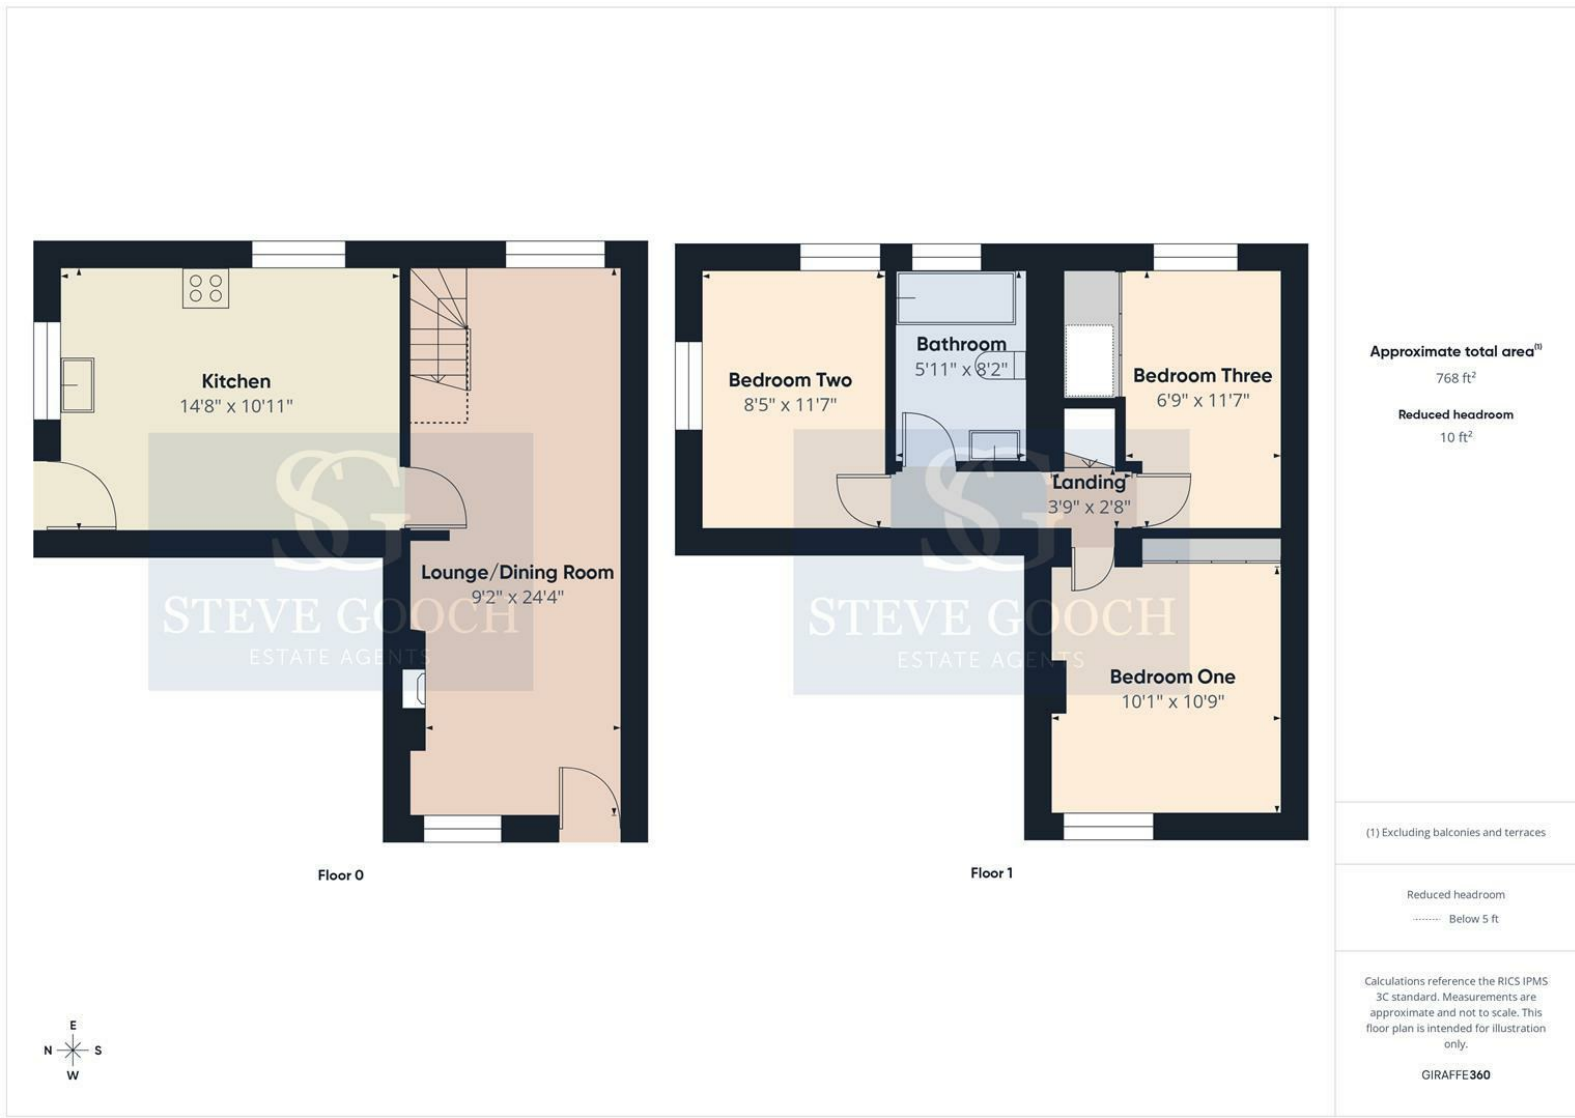 Kitchen
14'8" x 10'11"
Lounge/Dining Room
9'2" x 24'4"
SG
STEVE GOOCH
ESTATE AGENTS
Floor 0
Bedroom Two
8'5" x 11'7"
Bathroom
5'11" x 8'2"
Bedroom Three
6'9" x 11'7"
Landing
3'9" x 2'8"
Bedroom One
10'1" x 10'9"
SG
STEVE GOOCH
ESTATE AGENTS
Floor 1
Approximate total area(1)
768 ft²
Reduced headroom
10 ft²
(1) Excluding balconies and terraces
Reduced headroom
Below 5 ft
Calculations reference the RICS IPMS
3C standard. Measurements are
approximate and not to scale. This
floor plan is intended for illustration
only.
GIRAFFE360
E
N S
W